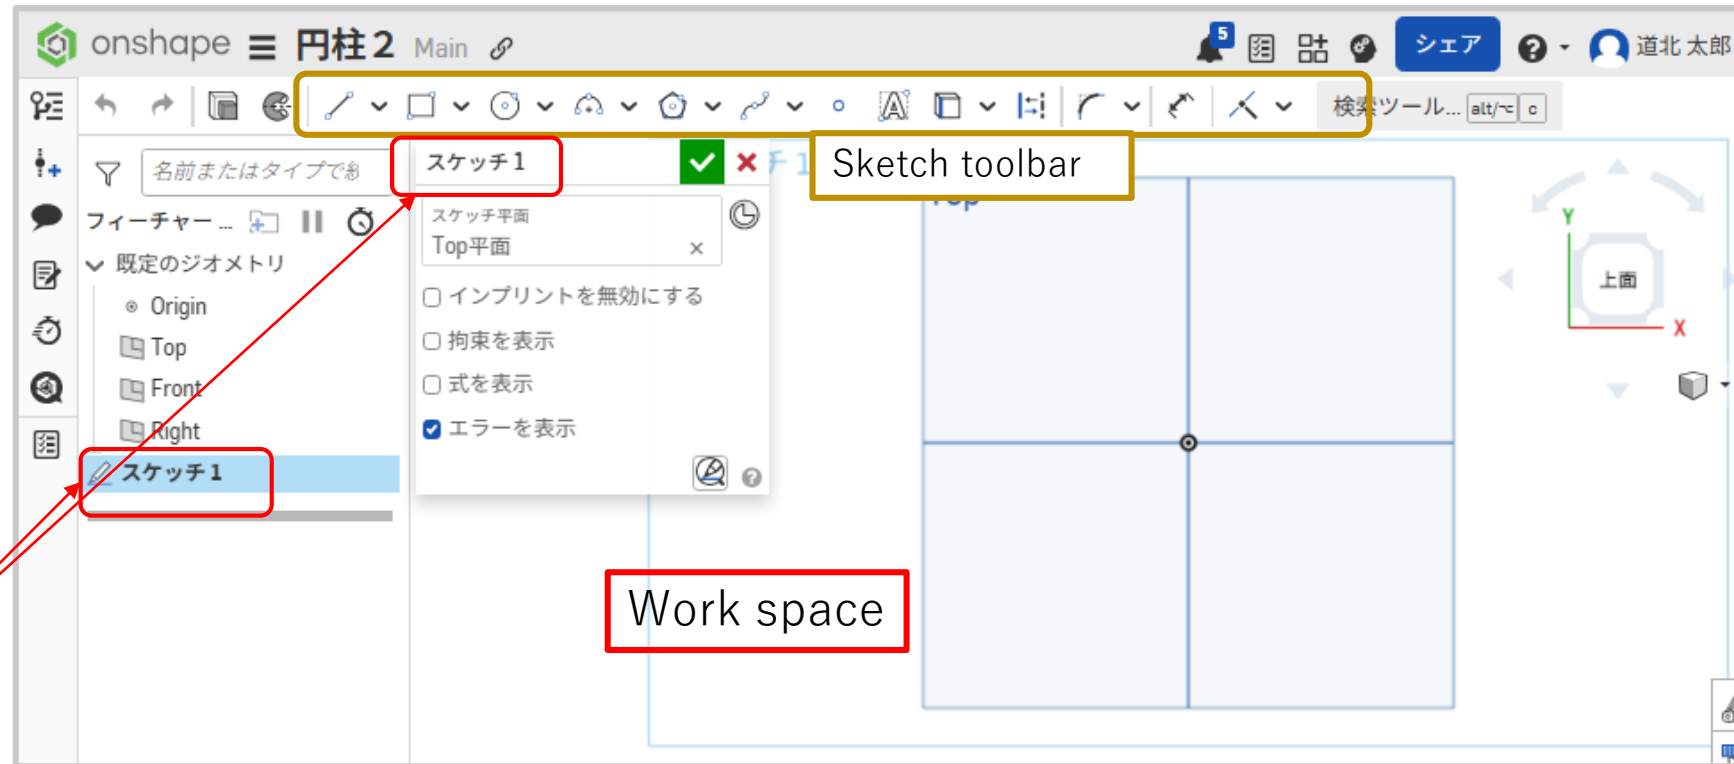 onshape 円柱2 Main
5
シェア
道北 太郎
検索ツール... alt/⌥ c
Sketch toolbar
名前またはタイプで
フィーチャー ...
既定のジオメトリ
Origin
Top
Front
Right
スケッチ1
スケッチ1
スケッチ平面
Top平面
インプリントを無効にする
拘束を表示
式を表示
エラーを表示
Work space
Top
Y
上面
X